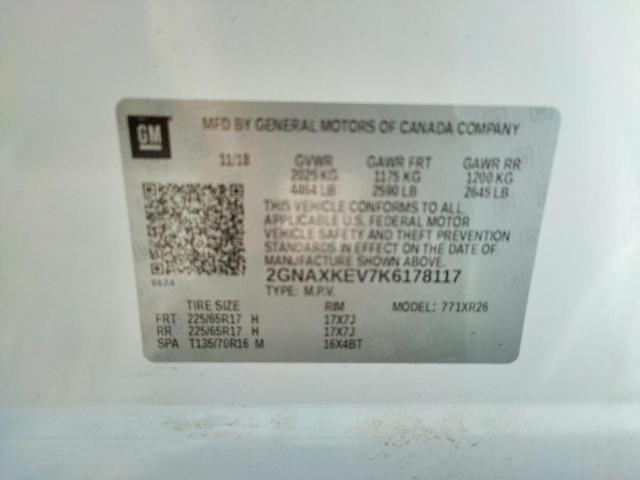 GM
MFD BY GENERAL MOTORS OF CANADA COMPANY
11/18 GVWR GAWR FRT GAWR RR
2025 KG 1175 KG 1200 KG
4464 LB 2590 LB 2645 LB
THIS VEHICLE CONFORMS TO ALL
APPLICABLE U.S. FEDERAL MOTOR
VEHICLE SAFETY AND THEFT PREVENTION
STANDARDS IN EFFECT ON THE DATE OF
MANUFACTURE SHOWN ABOVE.
2GNAXKEV7K6178117
8624
TYPE: M.P.V.
TIRE SIZE RIM MODEL: 771XR26
FRT 225/65R17 H 17X7J
RR 225/65R17 H 17X7J
SPA T135/70R16 M 16X4BT